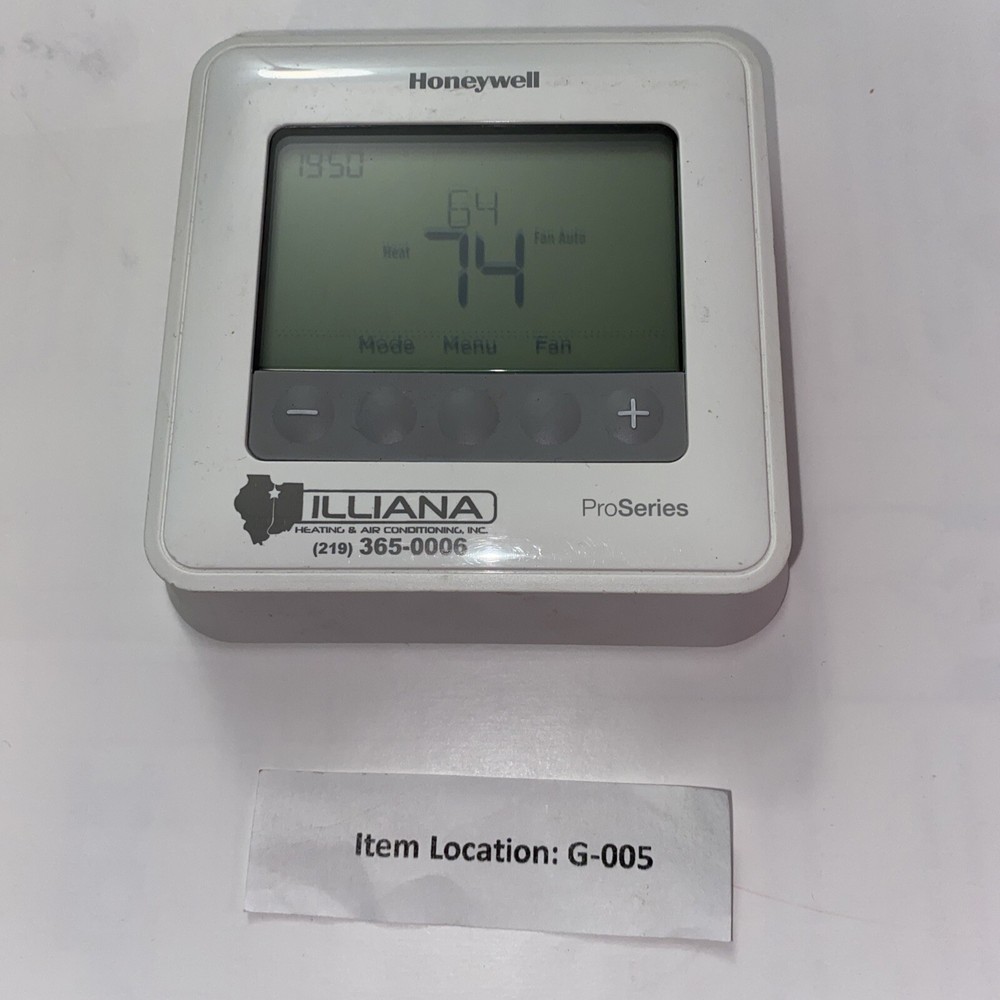 Honeywell
19:50
64
Heat 74 Fan Auto
Mode Menu Fan
− +
ILLIANA
HEATING & AIR CONDITIONING, INC.
(219) 365-0006
ProSeries
Item Location: G-005